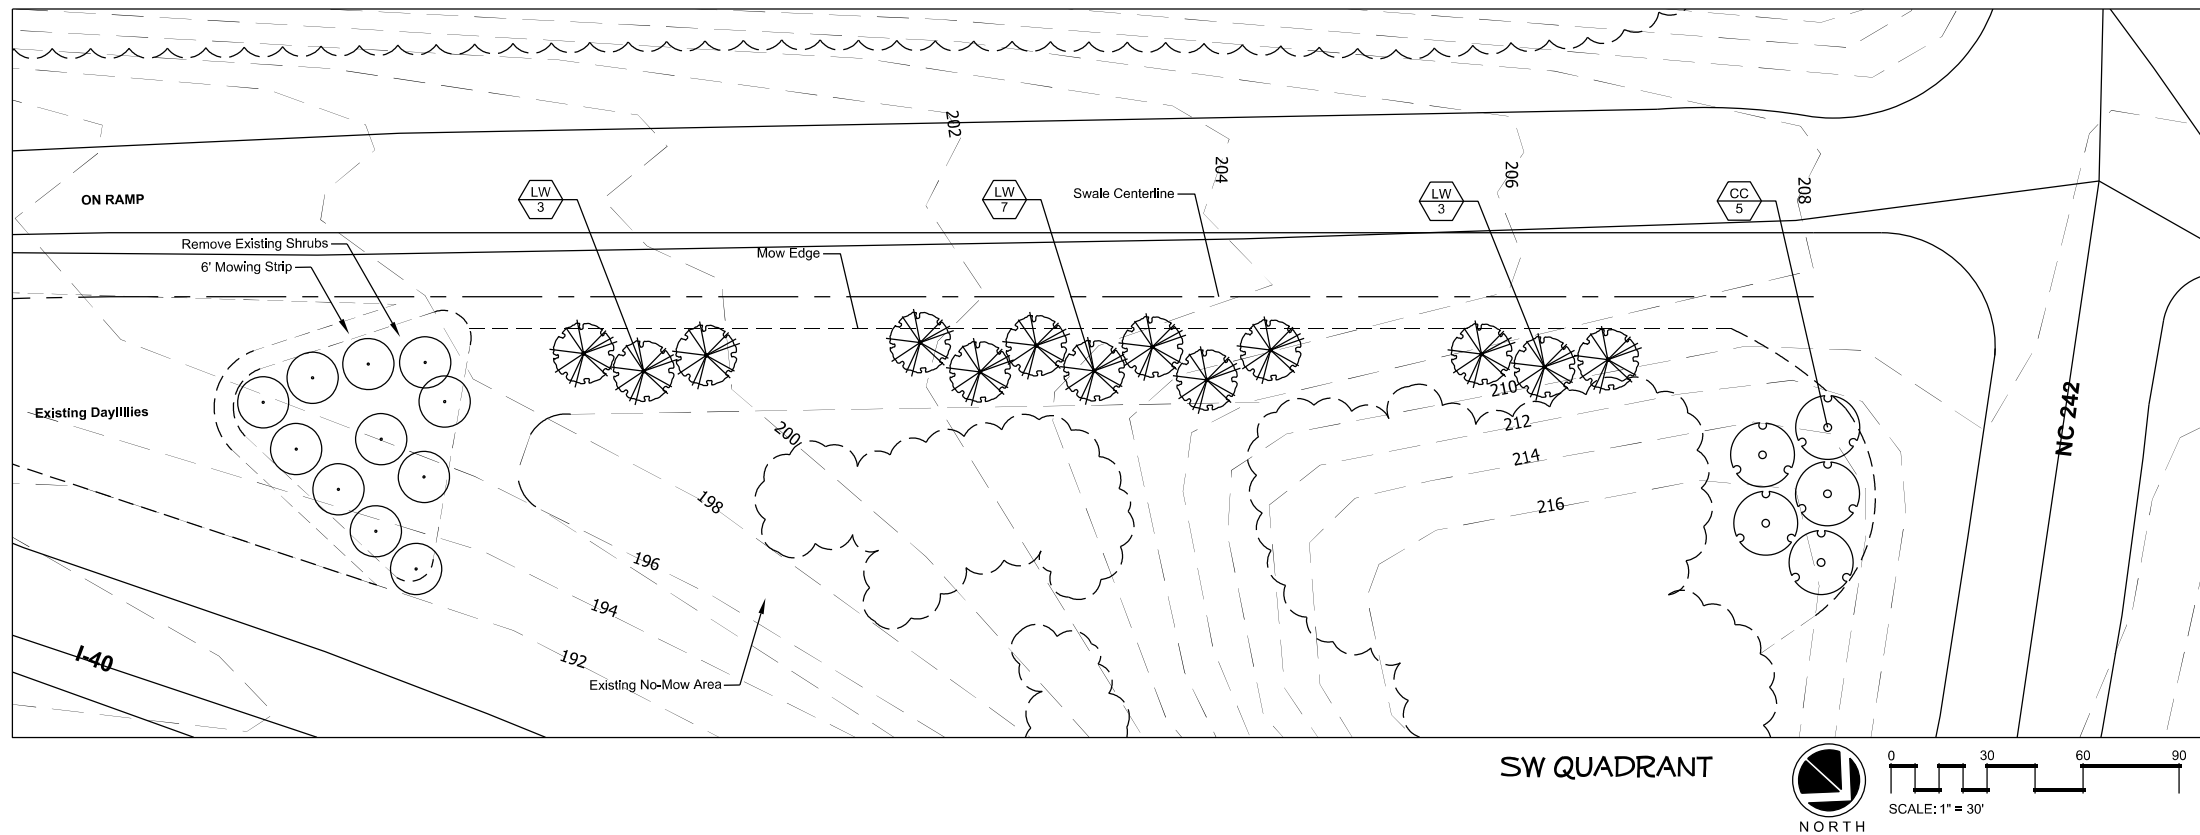 202
204
206
208
ON RAMP
LW
3
LW
7
Swale Centerline
LW
3
CC
5
Remove Existing Shrubs
6' Mowing Strip
Mow Edge
Existing Daylillies
210
212
214
216
200
198
196
194
192
NC 242
I-40
Existing No-Mow Area
SW QUADRANT
NORTH
0 30 60 90
SCALE: 1" = 30'